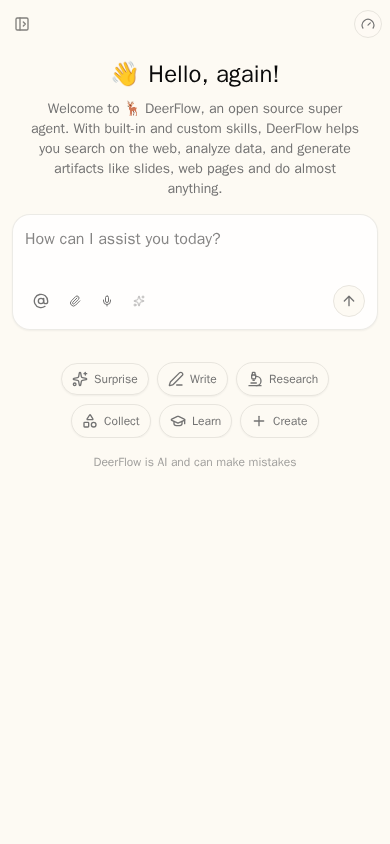 👋 Hello, again!
Welcome to 🦌 DeerFlow, an open source super
agent. With built-in and custom skills, DeerFlow helps
you search on the web, analyze data, and generate
artifacts like slides, web pages and do almost
anything.
How can I assist you today?
Surprise
Write
Research
Collect
Learn
Create
DeerFlow is AI and can make mistakes